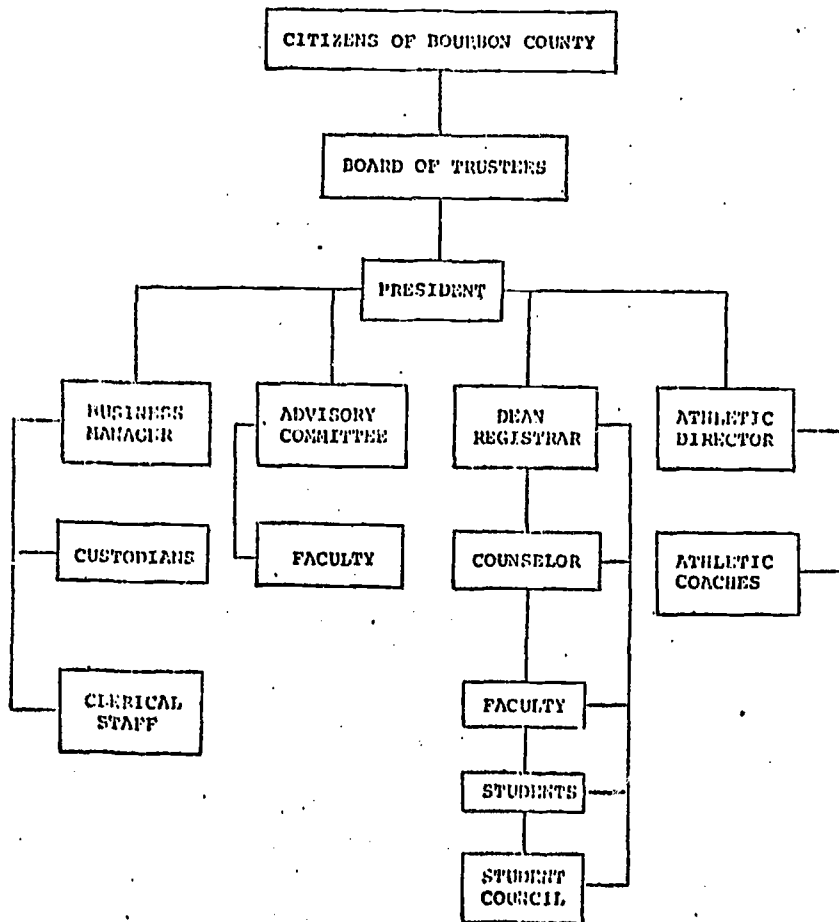 CITIZENS OF BOURBON COUNTY
BOARD OF TRUSTEES
PRESIDENT
BUSINESS
MANAGER
ADVISORY
COMMITTEE
DEAN
REGISTRAR
ATHLETIC
DIRECTOR
CUSTODIANS
FACULTY
COUNSELOR
ATHLETIC
COACHES
CLERICAL
STAFF
FACULTY
STUDENTS
STUDENT
COUNCIL